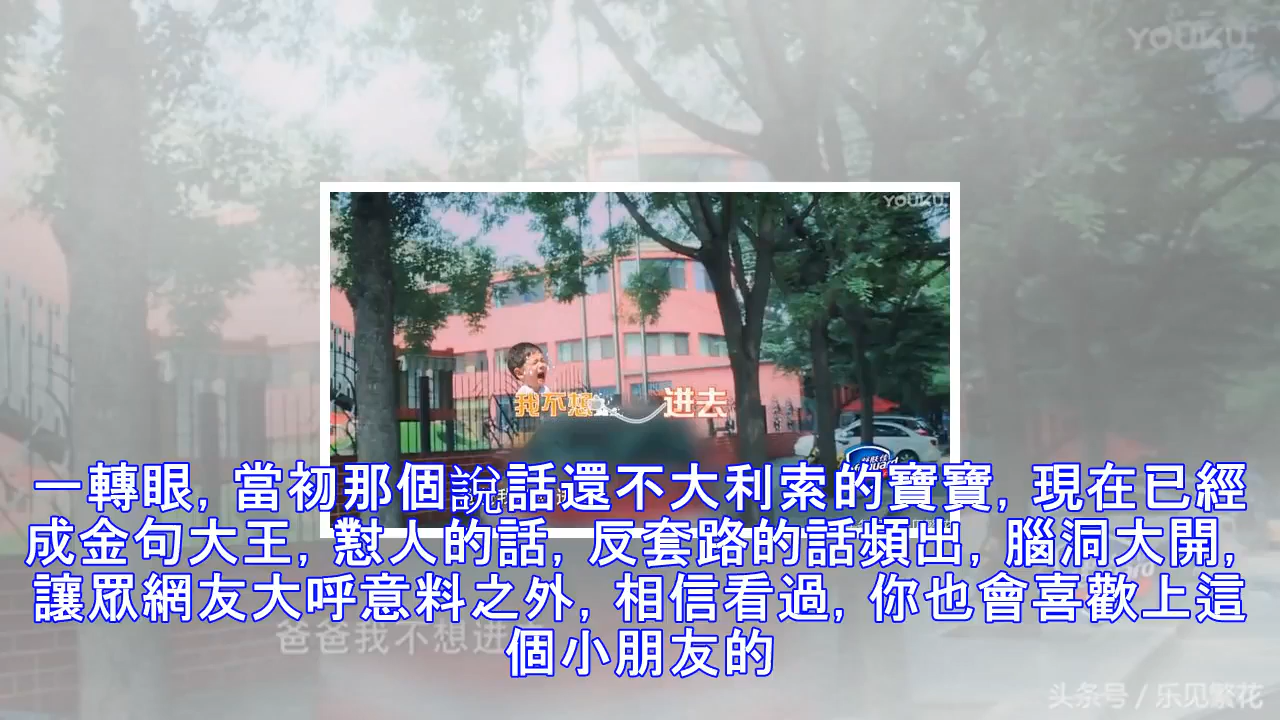 YOUKU
YOUKU
我不想
进去
一轉眼, 當初那個說話還不大利索的寶寶, 現在已經
成金句大王, 懟人的話, 反套路的話頻出, 腦洞大開,
讓眾網友大呼意料之外, 相信看過, 你也會喜歡上這
爸爸我不想进
個小朋友的
头条号 / 乐见繁花